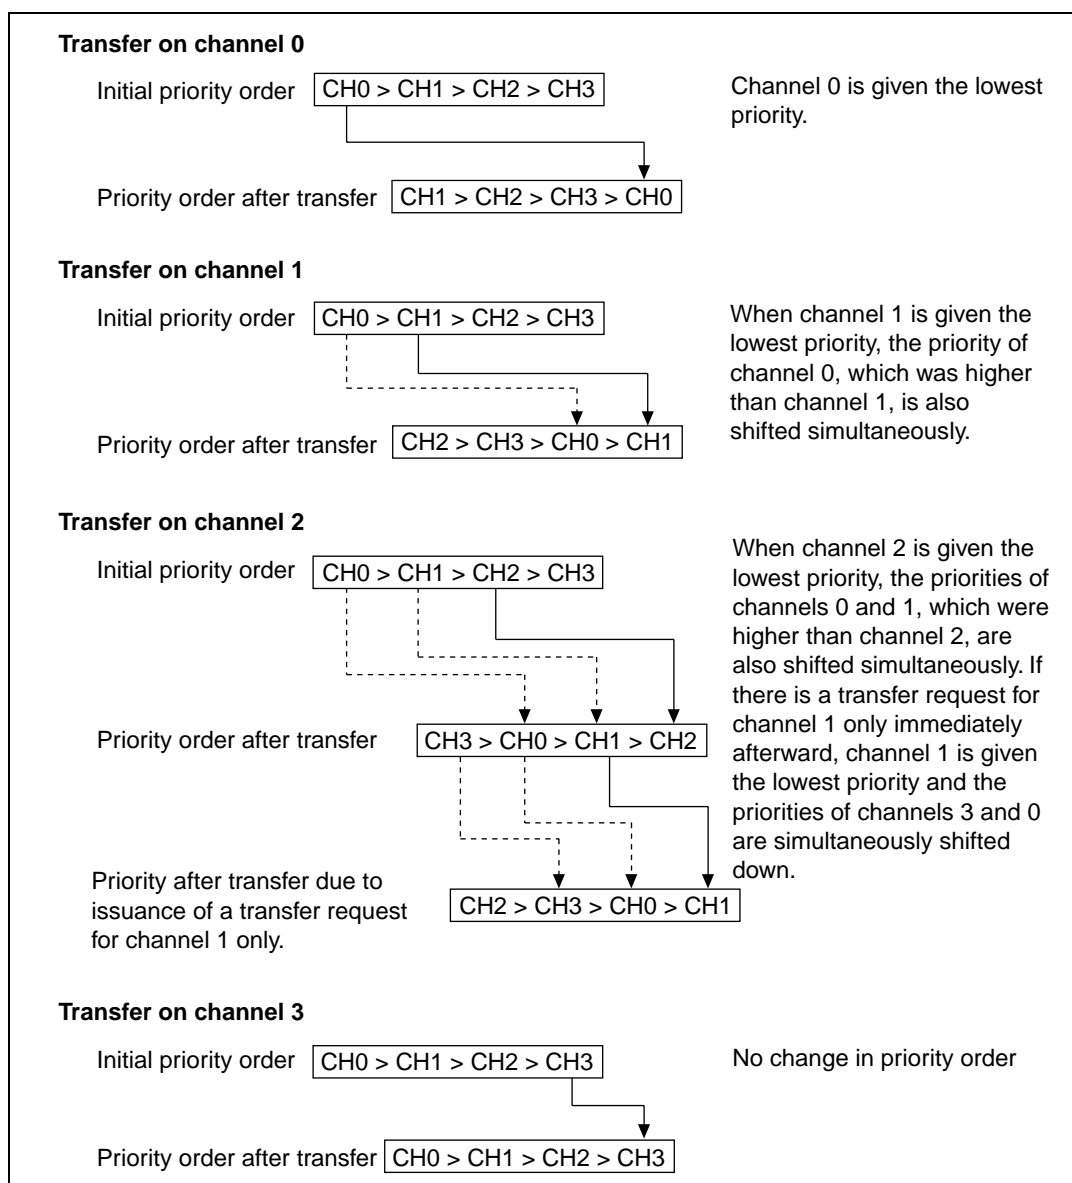 Transfer on channel 0
Initial priority order
CH0 > CH1 > CH2 > CH3
Channel 0 is given the lowest
priority.
Priority order after transfer
CH1 > CH2 > CH3 > CH0
Transfer on channel 1
Initial priority order
CH0 > CH1 > CH2 > CH3
When channel 1 is given the
lowest priority, the priority of
channel 0, which was higher
than channel 1, is also
shifted simultaneously.
Priority order after transfer
CH2 > CH3 > CH0 > CH1
Transfer on channel 2
Initial priority order
CH0 > CH1 > CH2 > CH3
When channel 2 is given the
lowest priority, the priorities of
channels 0 and 1, which were
higher than channel 2, are
also shifted simultaneously. If
there is a transfer request for
channel 1 only immediately
afterward, channel 1 is given
the lowest priority and the
priorities of channels 3 and 0
are simultaneously shifted
down.
Priority order after transfer
CH3 > CH0 > CH1 > CH2
Priority after transfer due to
issuance of a transfer request
for channel 1 only.
CH2 > CH3 > CH0 > CH1
Transfer on channel 3
Initial priority order
CH0 > CH1 > CH2 > CH3
No change in priority order
Priority order after transfer
CH0 > CH1 > CH2 > CH3